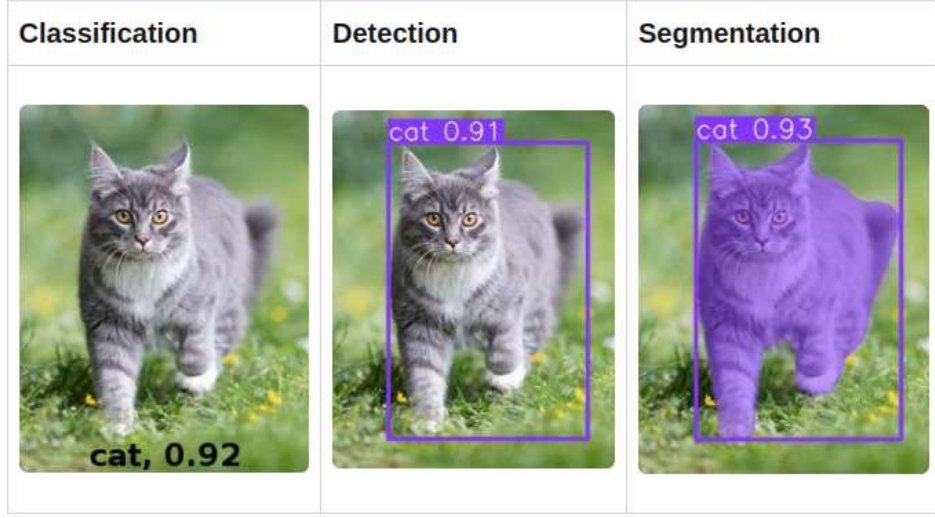 Classification
Detection
Segmentation
cat, 0.92
cat 0.91
cat 0.93